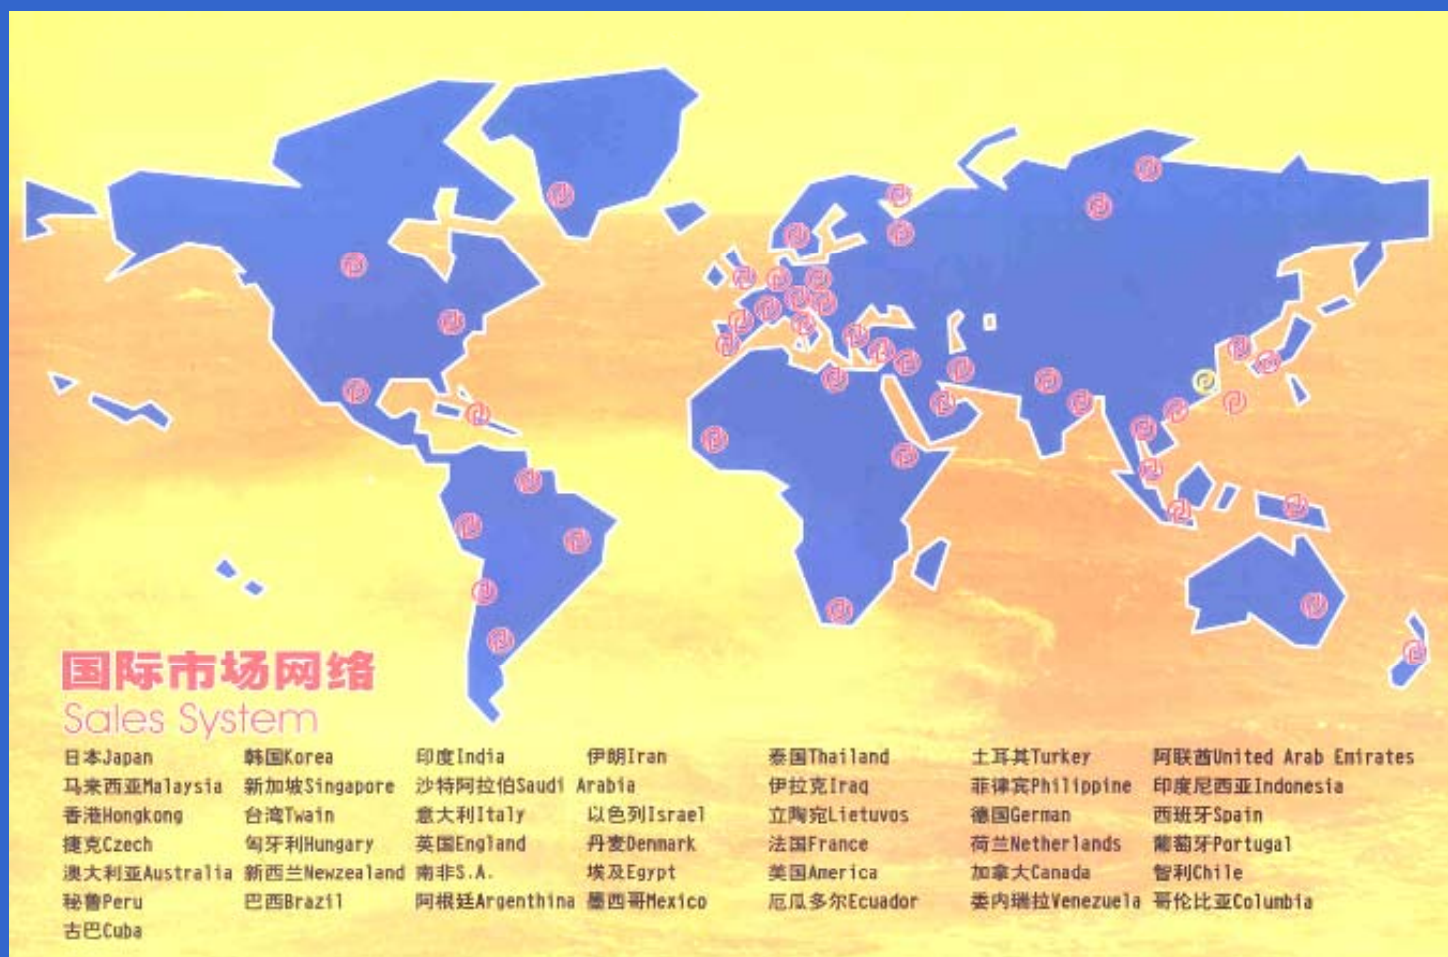 国际市场网络
Sales System
日本Japan 韩国Korea 印度India 伊朗Iran 泰国Thailand 土耳其Turkey 阿联酋United Arab Emirates
马来西亚Malaysia 新加坡Singapore 沙特阿拉伯Saudi Arabia 伊拉克Iraq 菲律宾Philippine 印度尼西亚Indonesia
香港Hongkong 台湾Twain 意大利Italy 以色列Israel 立陶宛Lietuvos 德国German 西班牙Spain
捷克Czech 匈牙利Hungary 英国England 丹麦Denmark 法国France 荷兰Netherlands 葡萄牙Portugal
澳大利亚Australia 新西兰Newzealand 南非S.A. 埃及Egypt 美国America 加拿大Canada 智利Chile
秘鲁Peru 巴西Brazil 阿根廷Argenthina 墨西哥Mexico 厄瓜多尔Ecuador 委内瑞拉Venezuela 哥伦比亚Columbia
古巴Cuba